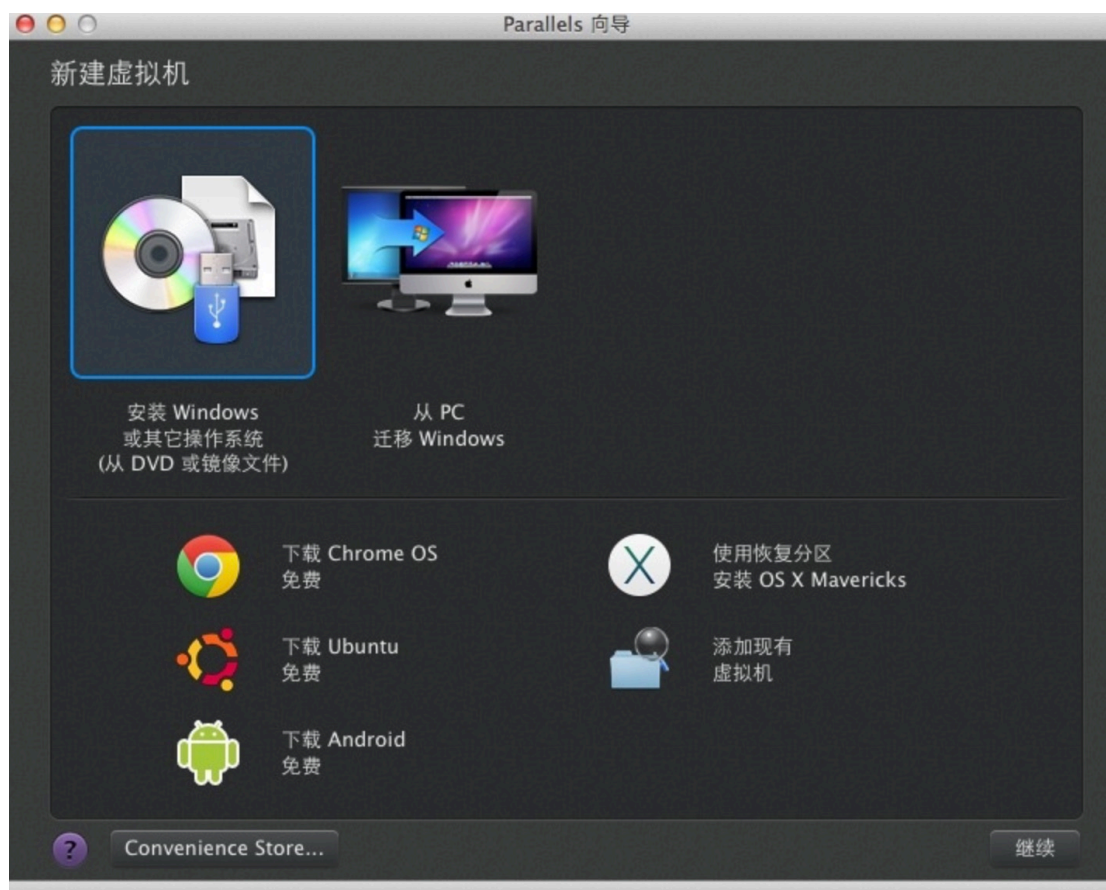 Parallels 向导
新建虚拟机
安装 Windows
或其它操作系统
(从 DVD 或镜像文件)
从 PC
迁移 Windows
下载 Chrome OS
免费
使用恢复分区
安装 OS X Mavericks
下载 Ubuntu
免费
添加现有
虚拟机
下载 Android
免费
?
Convenience Store...
继续